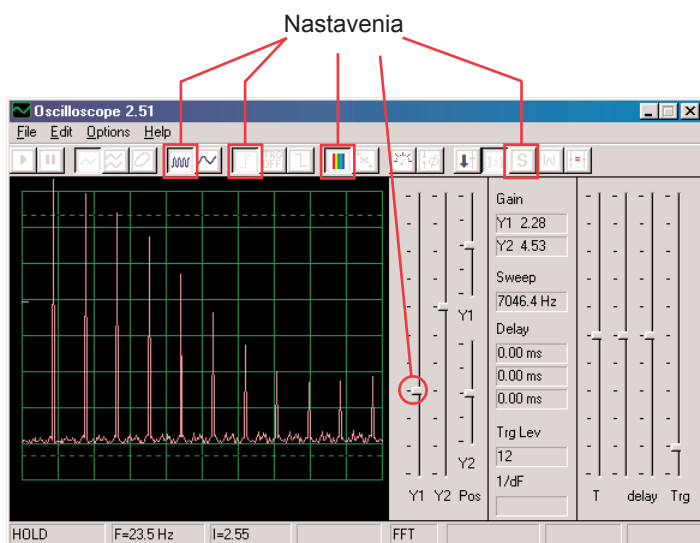 Nastavenia
Oscilloscope 2.51
File Edit Options Help
TRG OFF
S
W
Gain
Y1 2.28
Y2 4.53
Sweep
7046.4 Hz
Y1
Delay
0.00 ms
0.00 ms
0.00 ms
Trg Lev
12
Y2
1/dF
Y1 Y2 Pos
T delay Trg
HOLD F=23.5 Hz I=2.55 FFT